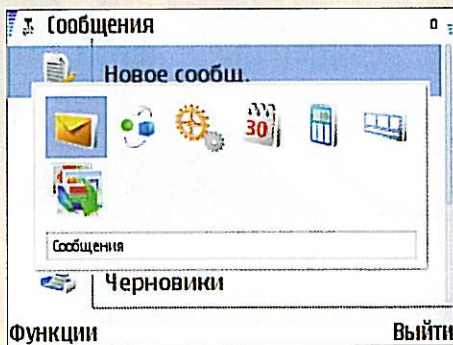 Сообщения
Новое сообщ.
30
Сообщения
Черновики
Функции
Выйти